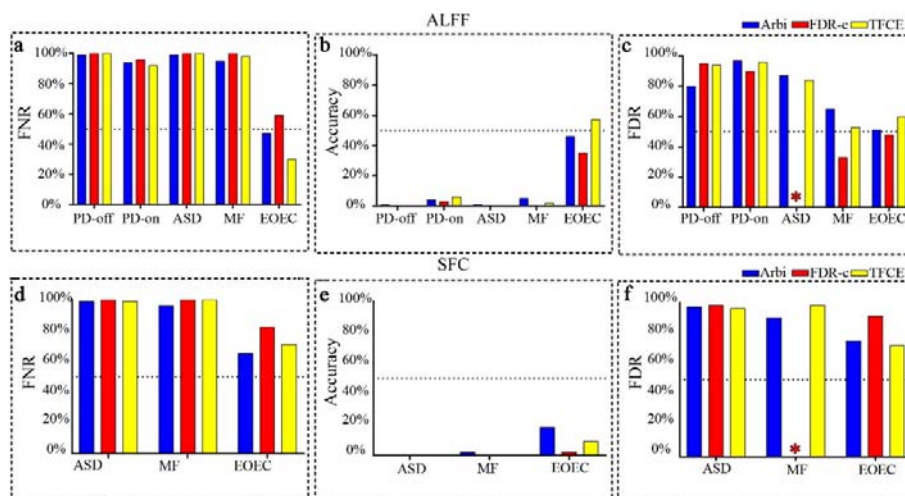 ALFF
Arbi FDR-c TFCE
a
100%
80%
60%
40%
20%
0%
FNR
PD-off PD-on ASD MF EOEC
b
100%
80%
60%
40%
20%
0%
Accuracy
PD-off PD-on ASD MF EOEC
c
100%
80%
60%
40%
20%
0%
FDR
*
PD-off PD-on ASD MF EOEC
SFC
Arbi FDR-c TFCE
d
100%
80%
60%
40%
20%
0%
FNR
ASD MF EOEC
e
100%
80%
60%
40%
20%
0%
Accuracy
ASD MF EOEC
f
100%
80%
60%
40%
20%
0%
FDR
*
ASD MF EOEC